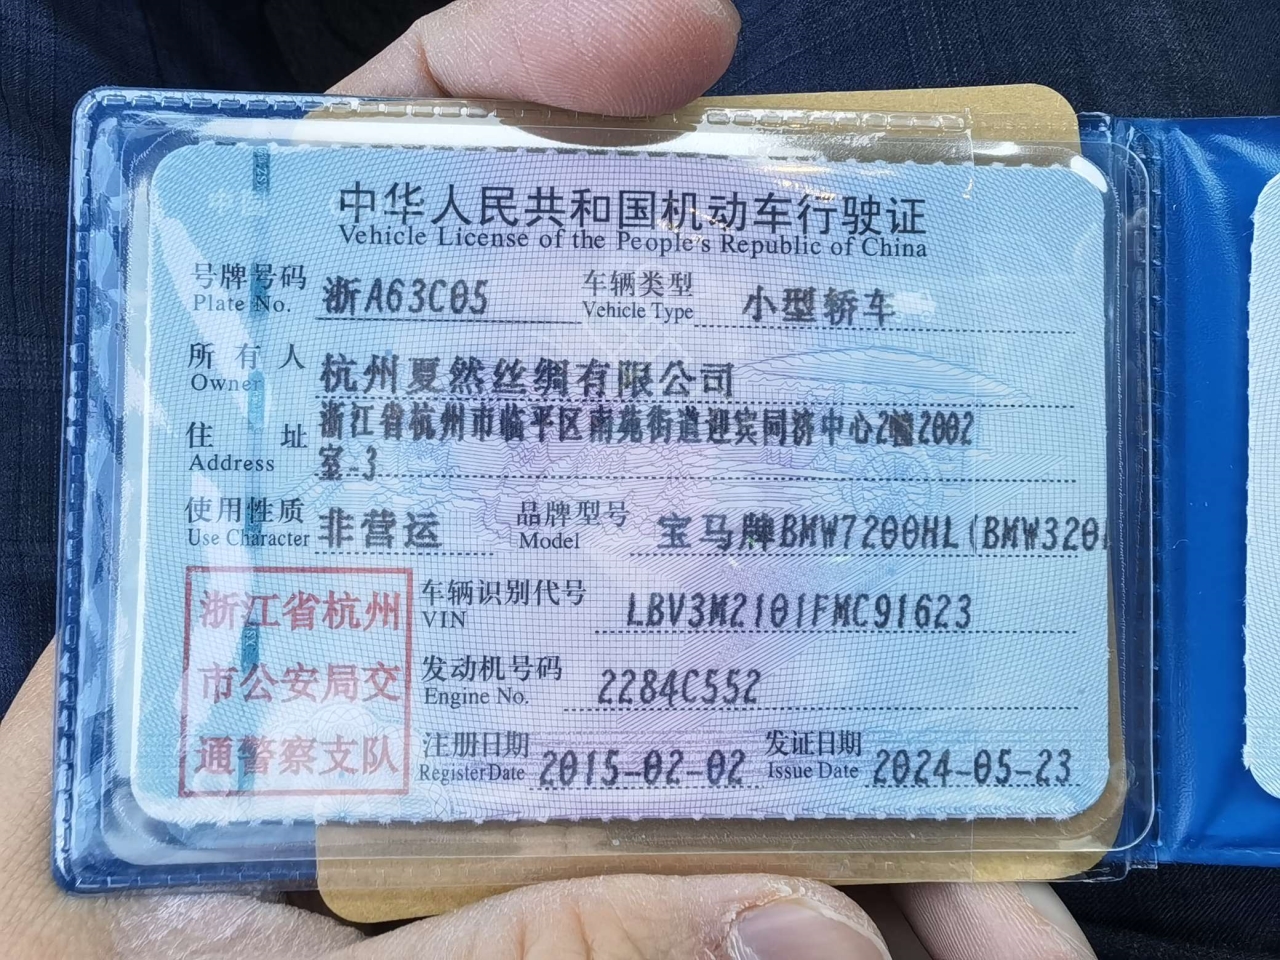 中华人民共和国机动车行驶证
Vehicle License of the People's Republic of China
号牌号码 浙A63C05 车辆类型 小型轿车
Plate No. Vehicle Type
所有人 杭州夏然丝绸有限公司
Owner
住址 浙江省杭州市临平区南苑街道迎宾同济中心2幢2002
Address 室-3
使用性质 非营运 品牌型号 宝马牌BMW7200HL(BMW320
Use Character Model
车辆识别代号 LBV3M2101FMC91623
VIN
发动机号码 2284C552
Engine No.
注册日期 2015-02-02 发证日期 2024-05-23
Register Date Issue Date
浙江省杭州
市公安局交
通警察支队